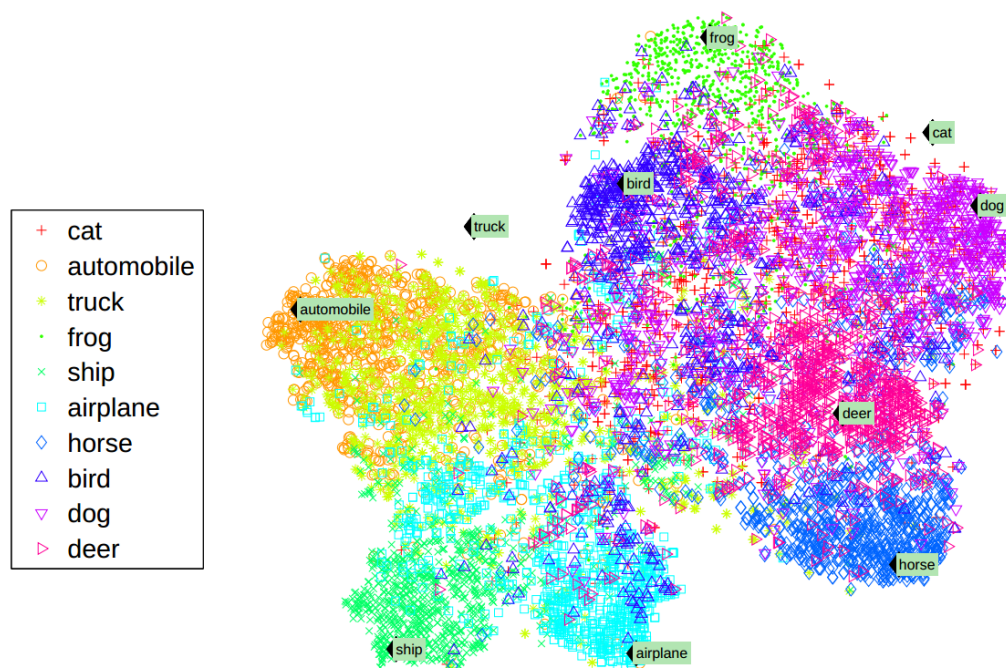 frog
cat
bird
dog
truck
cat
automobile
truck
frog
ship
airplane
horse
bird
dog
deer
automobile
deer
horse
ship
airplane